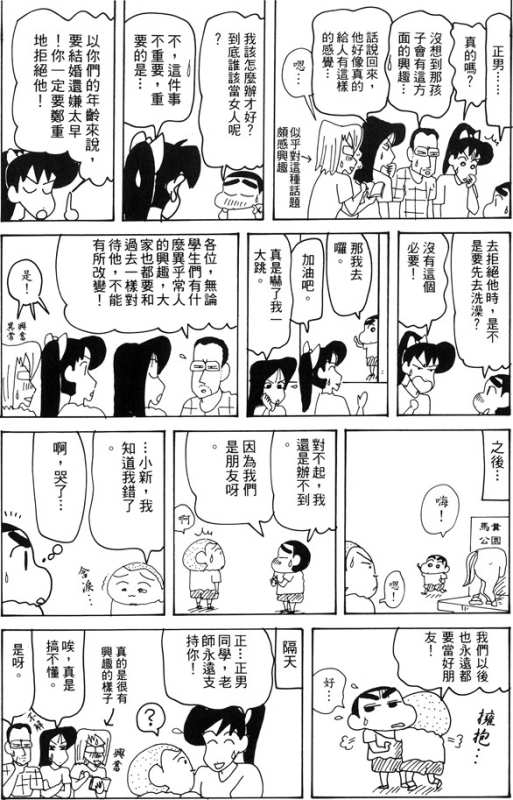 正男…
真的嗎？
沒想到那孩
子會有這方
面的興趣…
話說回來，
他好像真的
給人有這樣
的感覺…
嗯…
似乎對這種話題
頗感興趣
我該怎麼辦才好？
到底誰該當女人呢
？
不，這件事
不重要，重
要的是…
以你們的年齡來說，
要結婚還嫌太早
！你一定要鄭重
地拒絕他！
去拒絕他時，是不
是要先去洗澡？
沒有這個
必要！
那我去
囉。
加油吧。
真是嚇了我一
大跳。
各位，無論
學生們有什
麼異乎常人
的興趣，大
家也都要和
過去一樣對
待他，不能
有所改變！
是！
興奮
異常
之後…
嗨！
馬糞
公園
嗯！
對不起，我
還是辦不到
。
因為我們
是朋友呀
。
啊
…小新，我
知道我錯了
。
含淚…
啊，哭了…
我們以後
也永遠都
要當好朋
友！
擁抱…
好…
隔天
正…正男
同學，老
師永遠支
持你！
？
真的是很有
興趣的樣子
興奮
唉，真是
搞不懂。
是呀。